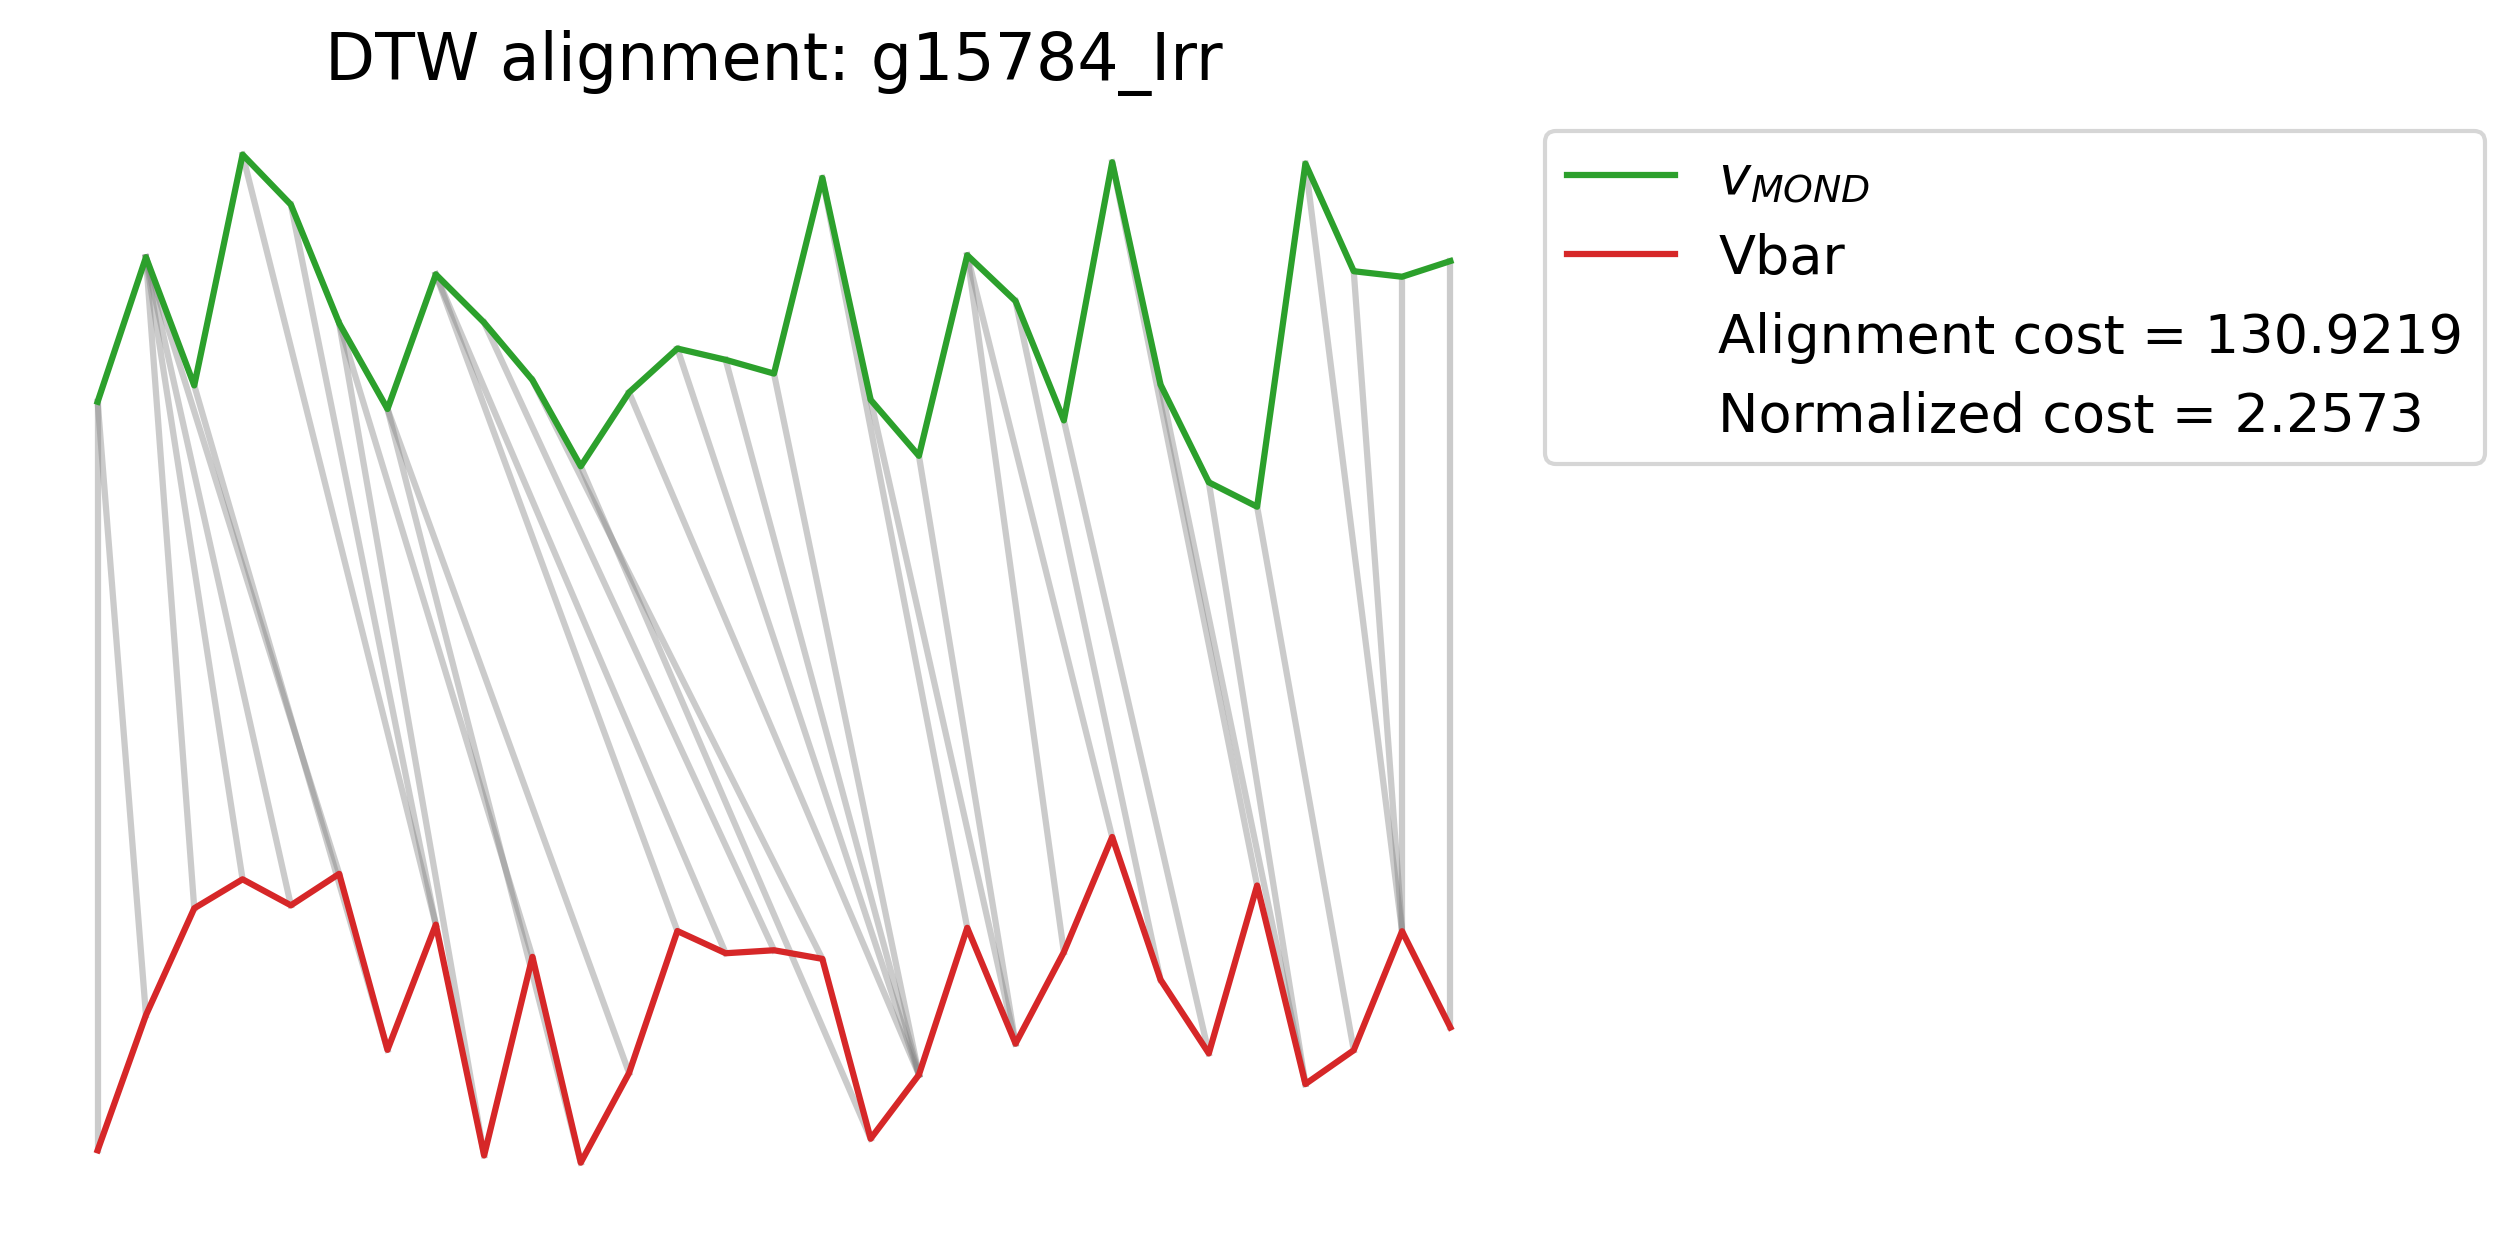 DTW alignment: g15784_Irr
v_MOND
Vbar
Alignment cost = 130.9219
Normalized cost = 2.2573